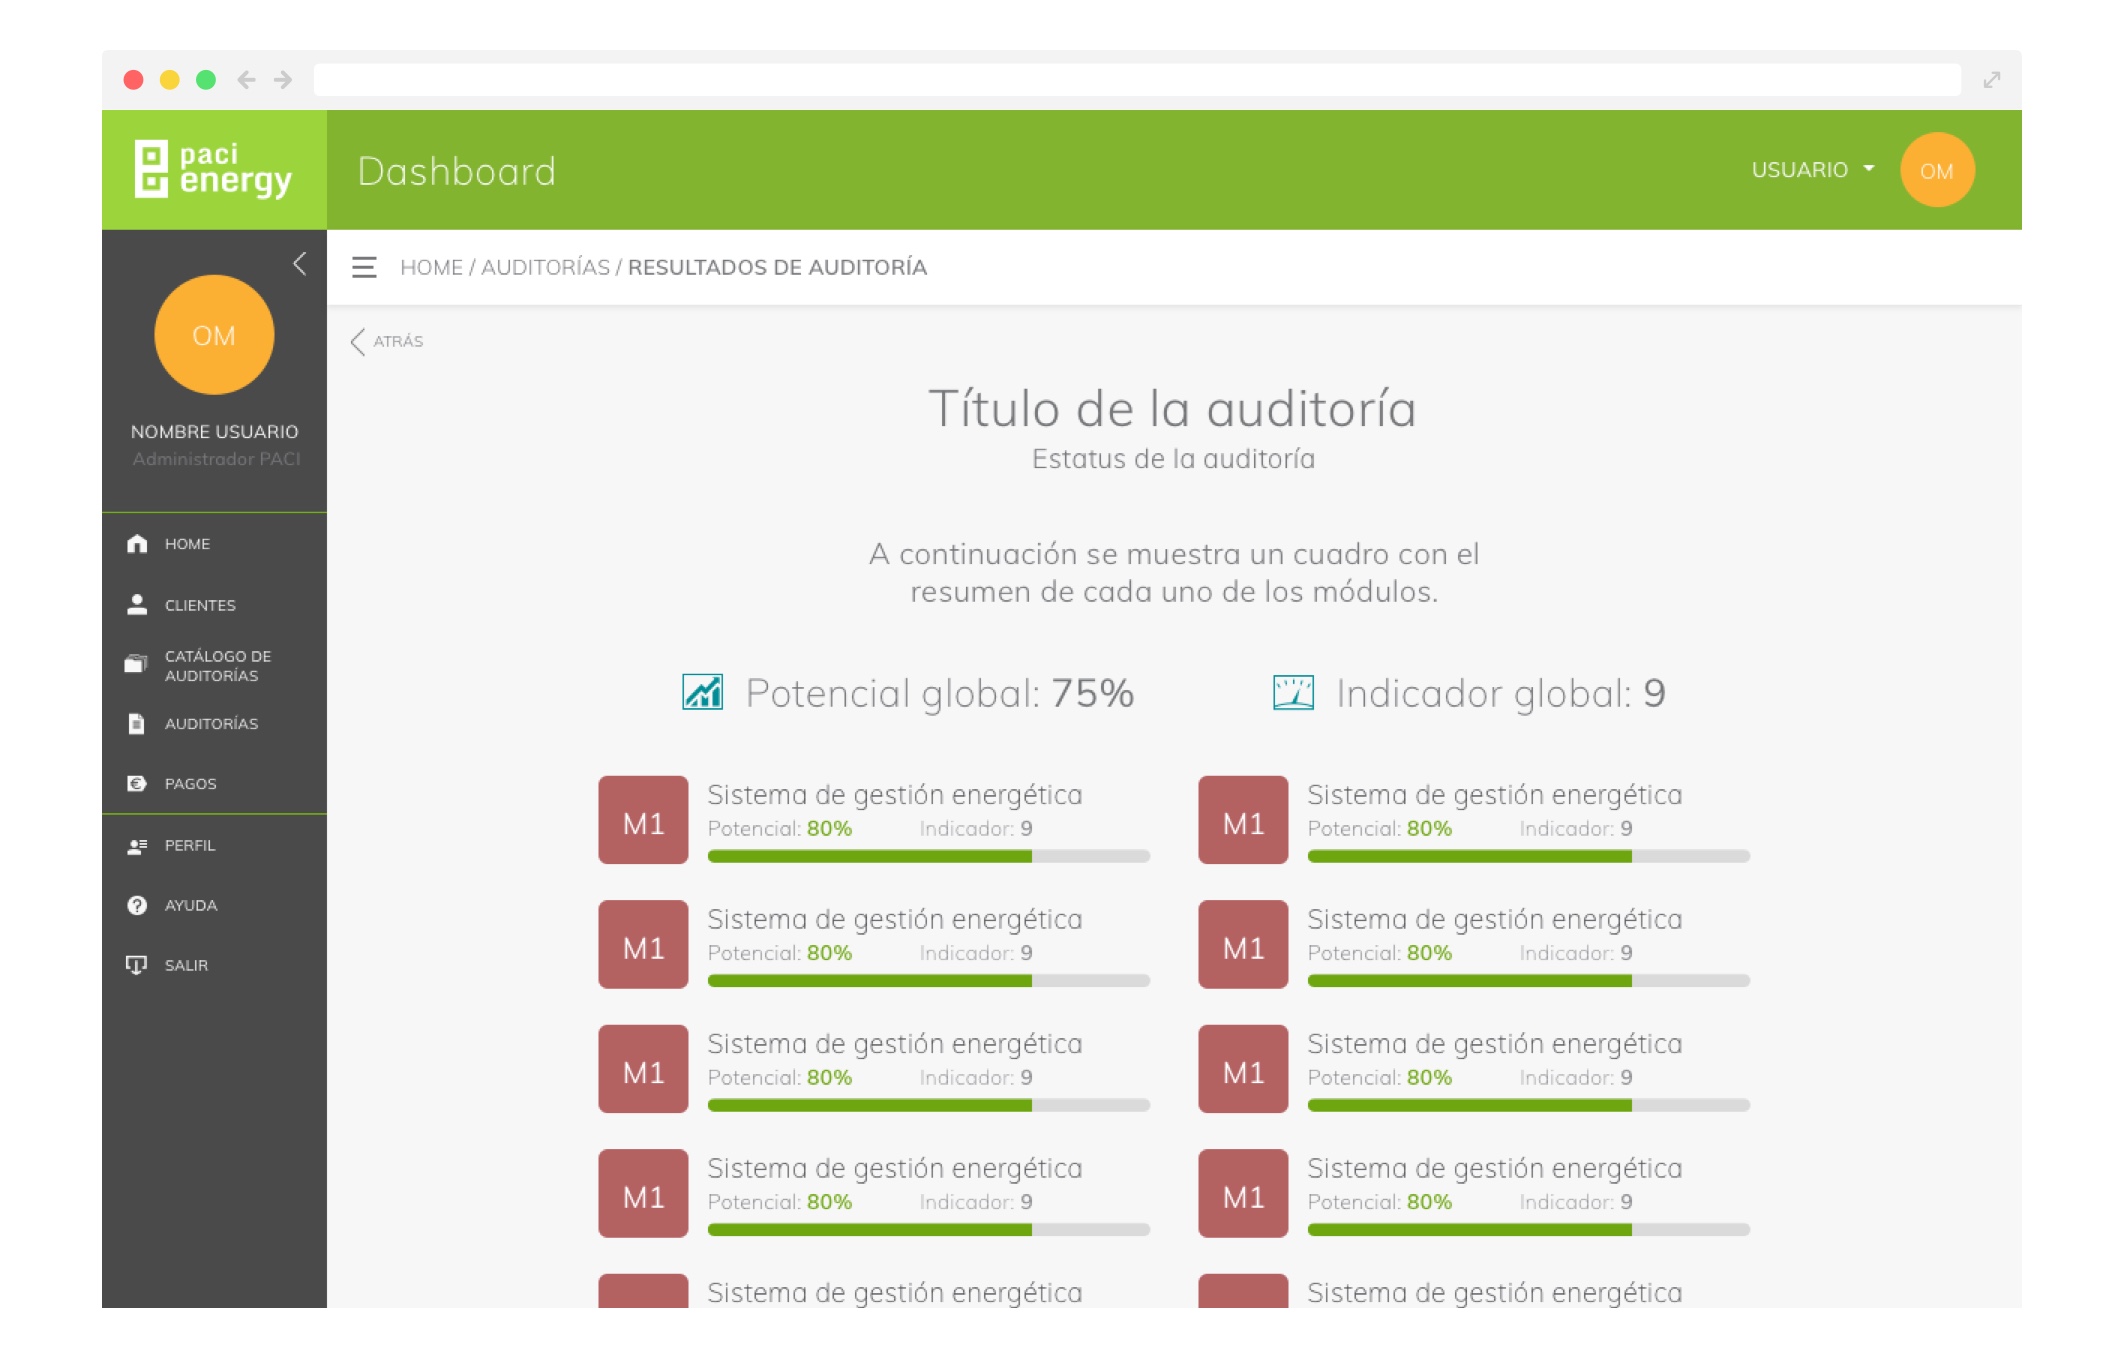 paci
energy
Dashboard
USUARIO
OM
HOME / AUDITORÍAS / RESULTADOS DE AUDITORÍA
OM
NOMBRE USUARIO
Administrador PACI
HOME
CLIENTES
CATÁLOGO DE
AUDITORÍAS
AUDITORÍAS
PAGOS
PERFIL
AYUDA
SALIR
ATRÁS
Título de la auditoría
Estatus de la auditoría
A continuación se muestra un cuadro con el
resumen de cada uno de los módulos.
Potencial global: 75%
Indicador global: 9
M1
Sistema de gestión energética
Potencial: 80% Indicador: 9
M1
Sistema de gestión energética
Potencial: 80% Indicador: 9
M1
Sistema de gestión energética
Potencial: 80% Indicador: 9
M1
Sistema de gestión energética
Potencial: 80% Indicador: 9
M1
Sistema de gestión energética
Potencial: 80% Indicador: 9
M1
Sistema de gestión energética
Potencial: 80% Indicador: 9
M1
Sistema de gestión energética
Potencial: 80% Indicador: 9
M1
Sistema de gestión energética
Potencial: 80% Indicador: 9
Sistema de gestión energética
Sistema de gestión energética